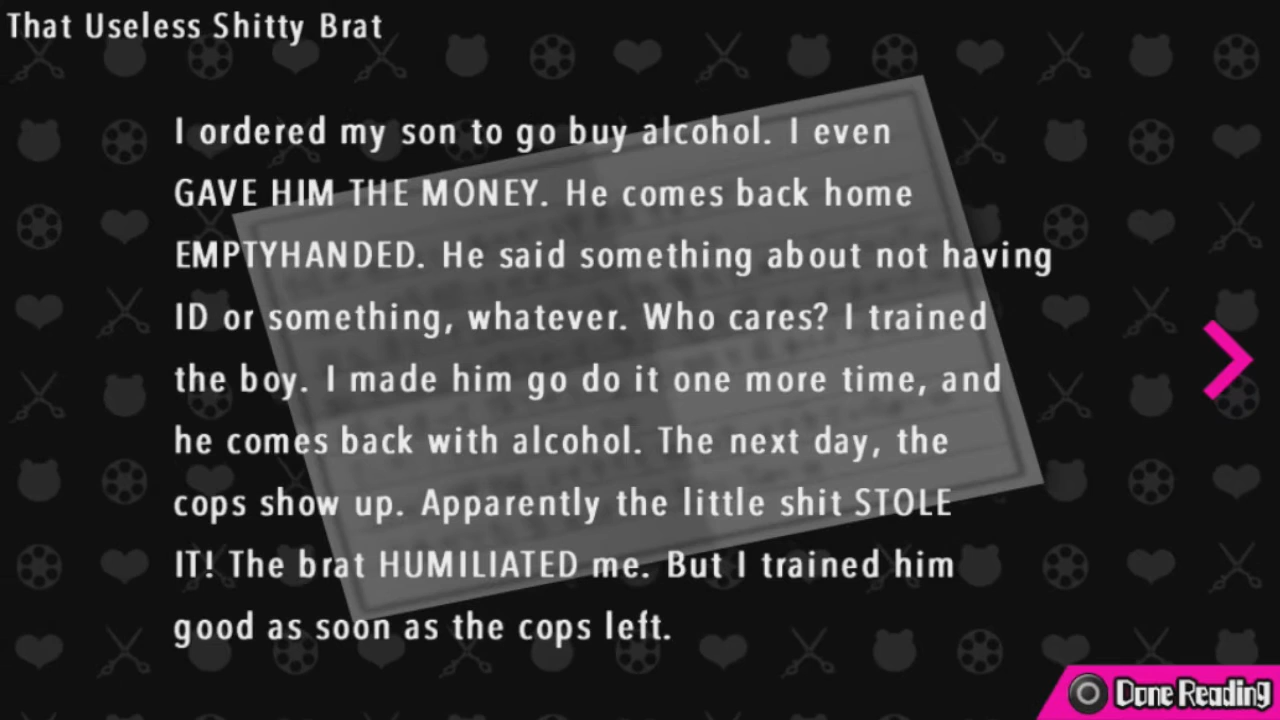 That Useless Shitty Brat
I ordered my son to go buy alcohol. I even
GAVE HIM THE MONEY. He comes back home
EMPTYHANDED. He said something about not having
ID or something, whatever. Who cares? I trained
the boy. I made him go do it one more time, and
he comes back with alcohol. The next day, the
cops show up. Apparently the little shit STOLE
IT! The brat HUMILIATED me. But I trained him
good as soon as the cops left.
Done Reading